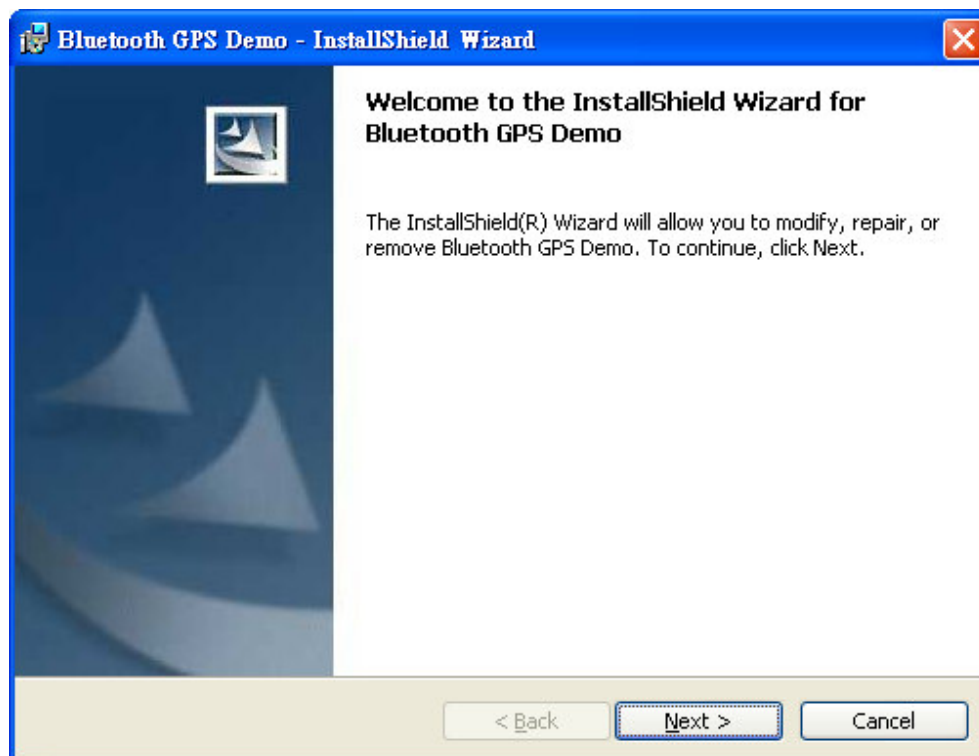 Bluetooth GPS Demo - InstallShield Wizard
Welcome to the InstallShield Wizard for
Bluetooth GPS Demo
The InstallShield(R) Wizard will allow you to modify, repair, or
remove Bluetooth GPS Demo. To continue, click Next.
< Back
Next >
Cancel